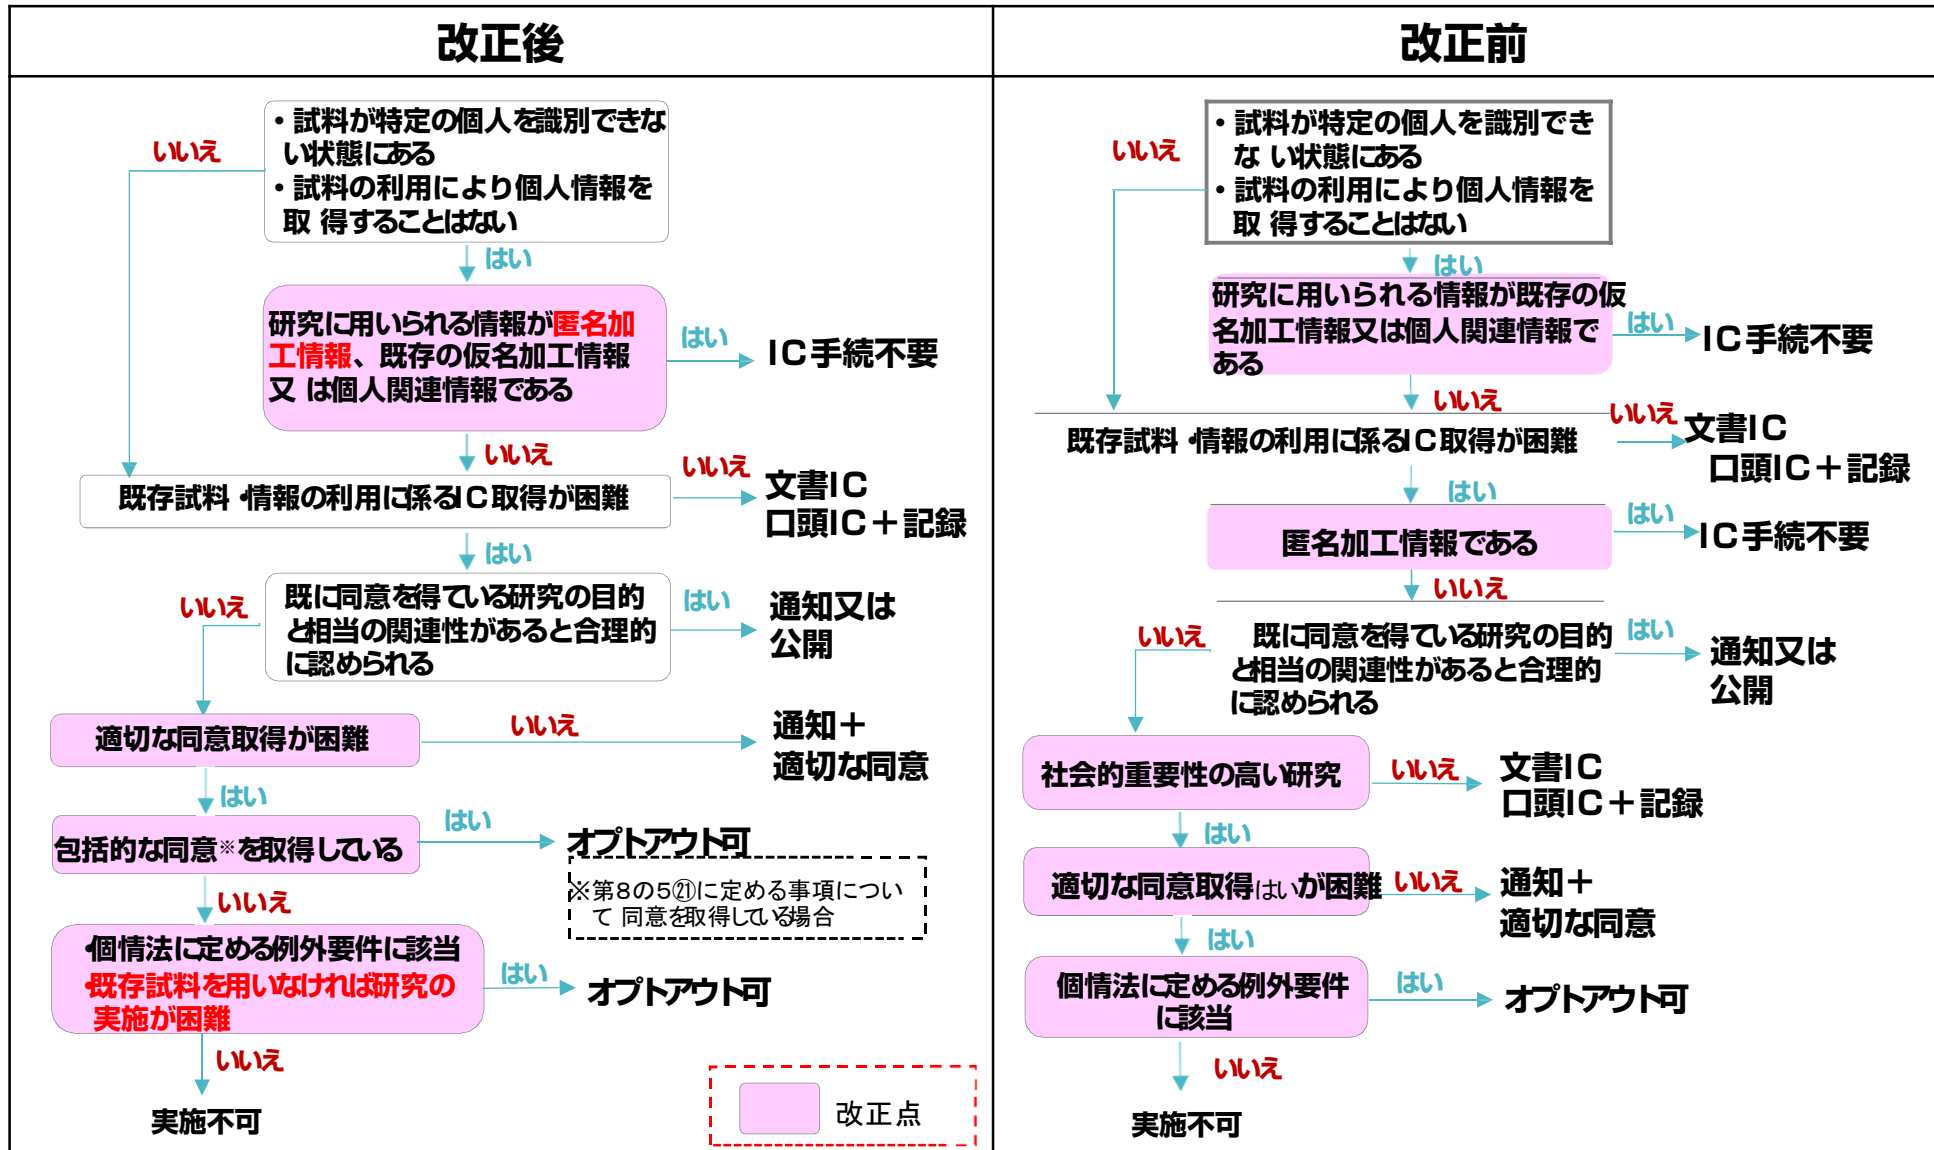 改正後
・試料が特定の個人を識別できな
い状態にある
・試料の利用により個人情報を
取 得することはない
いいえ
はい
研究に用いられる情報が匿名加
工情報、既存の仮名加工情報
又 は個人関連情報である
はい
IC手続不要
いいえ
既存試料・情報の利用に係るIC取得が困難
いいえ
文書IC
口頭IC+記録
はい
既に同意を得ている研究の目的
と相当の関連性があると合理的
に認められる
はい
通知又は
公開
いいえ
適切な同意取得が困難
いいえ
通知+
適切な同意
はい
包括的な同意※を取得している
はい
オプトアウト可
※第8の5㉑に定める事項につい
て 同意を取得している場合
いいえ
・個情法に定める例外要件に該当
・既存試料を用いなければ研究の
実施が困難
はい
オプトアウト可
いいえ
実施不可
改正点
改正前
・試料が特定の個人を識別でき
な い状態にある
・試料の利用により個人情報を
取 得することはない
いいえ
はい
研究に用いられる情報が既存の仮
名加工情報又は個人関連情報で
ある
はい
IC手続不要
いいえ
既存試料・情報の利用に係るIC取得が困難
いいえ
文書IC
口頭IC+記録
はい
匿名加工情報である
はい
IC手続不要
いいえ
既に同意を得ている研究の目的
と相当の関連性があると合理的
に認められる
はい
通知又は
公開
いいえ
社会的重要性の高い研究
いいえ
文書IC
口頭IC+記録
はい
適切な同意取得はいが困難
いいえ
通知+
適切な同意
はい
個情法に定める例外要件
に該当
はい
オプトアウト可
いいえ
実施不可